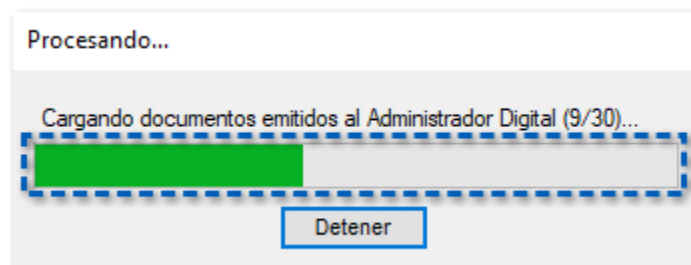 Procesando...
Cargando documentos emitidos al Administrador Digital (9/30)...
Detener